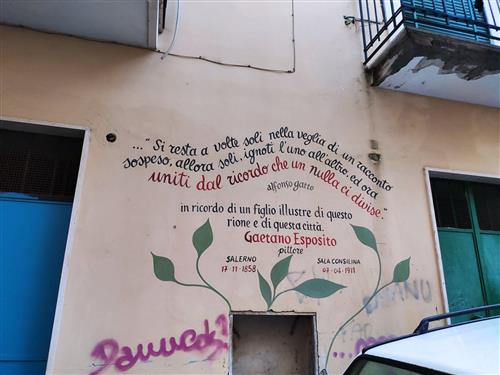 ..."Si resta a volte soli nella veglia di un racconto
sospeso, allora soli, ignoti l'uno all'altro, ed ora
uniti dal ricordo che un nulla ci divise."
alfonso gatto
in ricordo di un figlio illustre di questo
rione e di questa città.
Gaetano Esposito
pittore
SALERNO
17·11·1858
SALA CONSILINA
07·04·1911